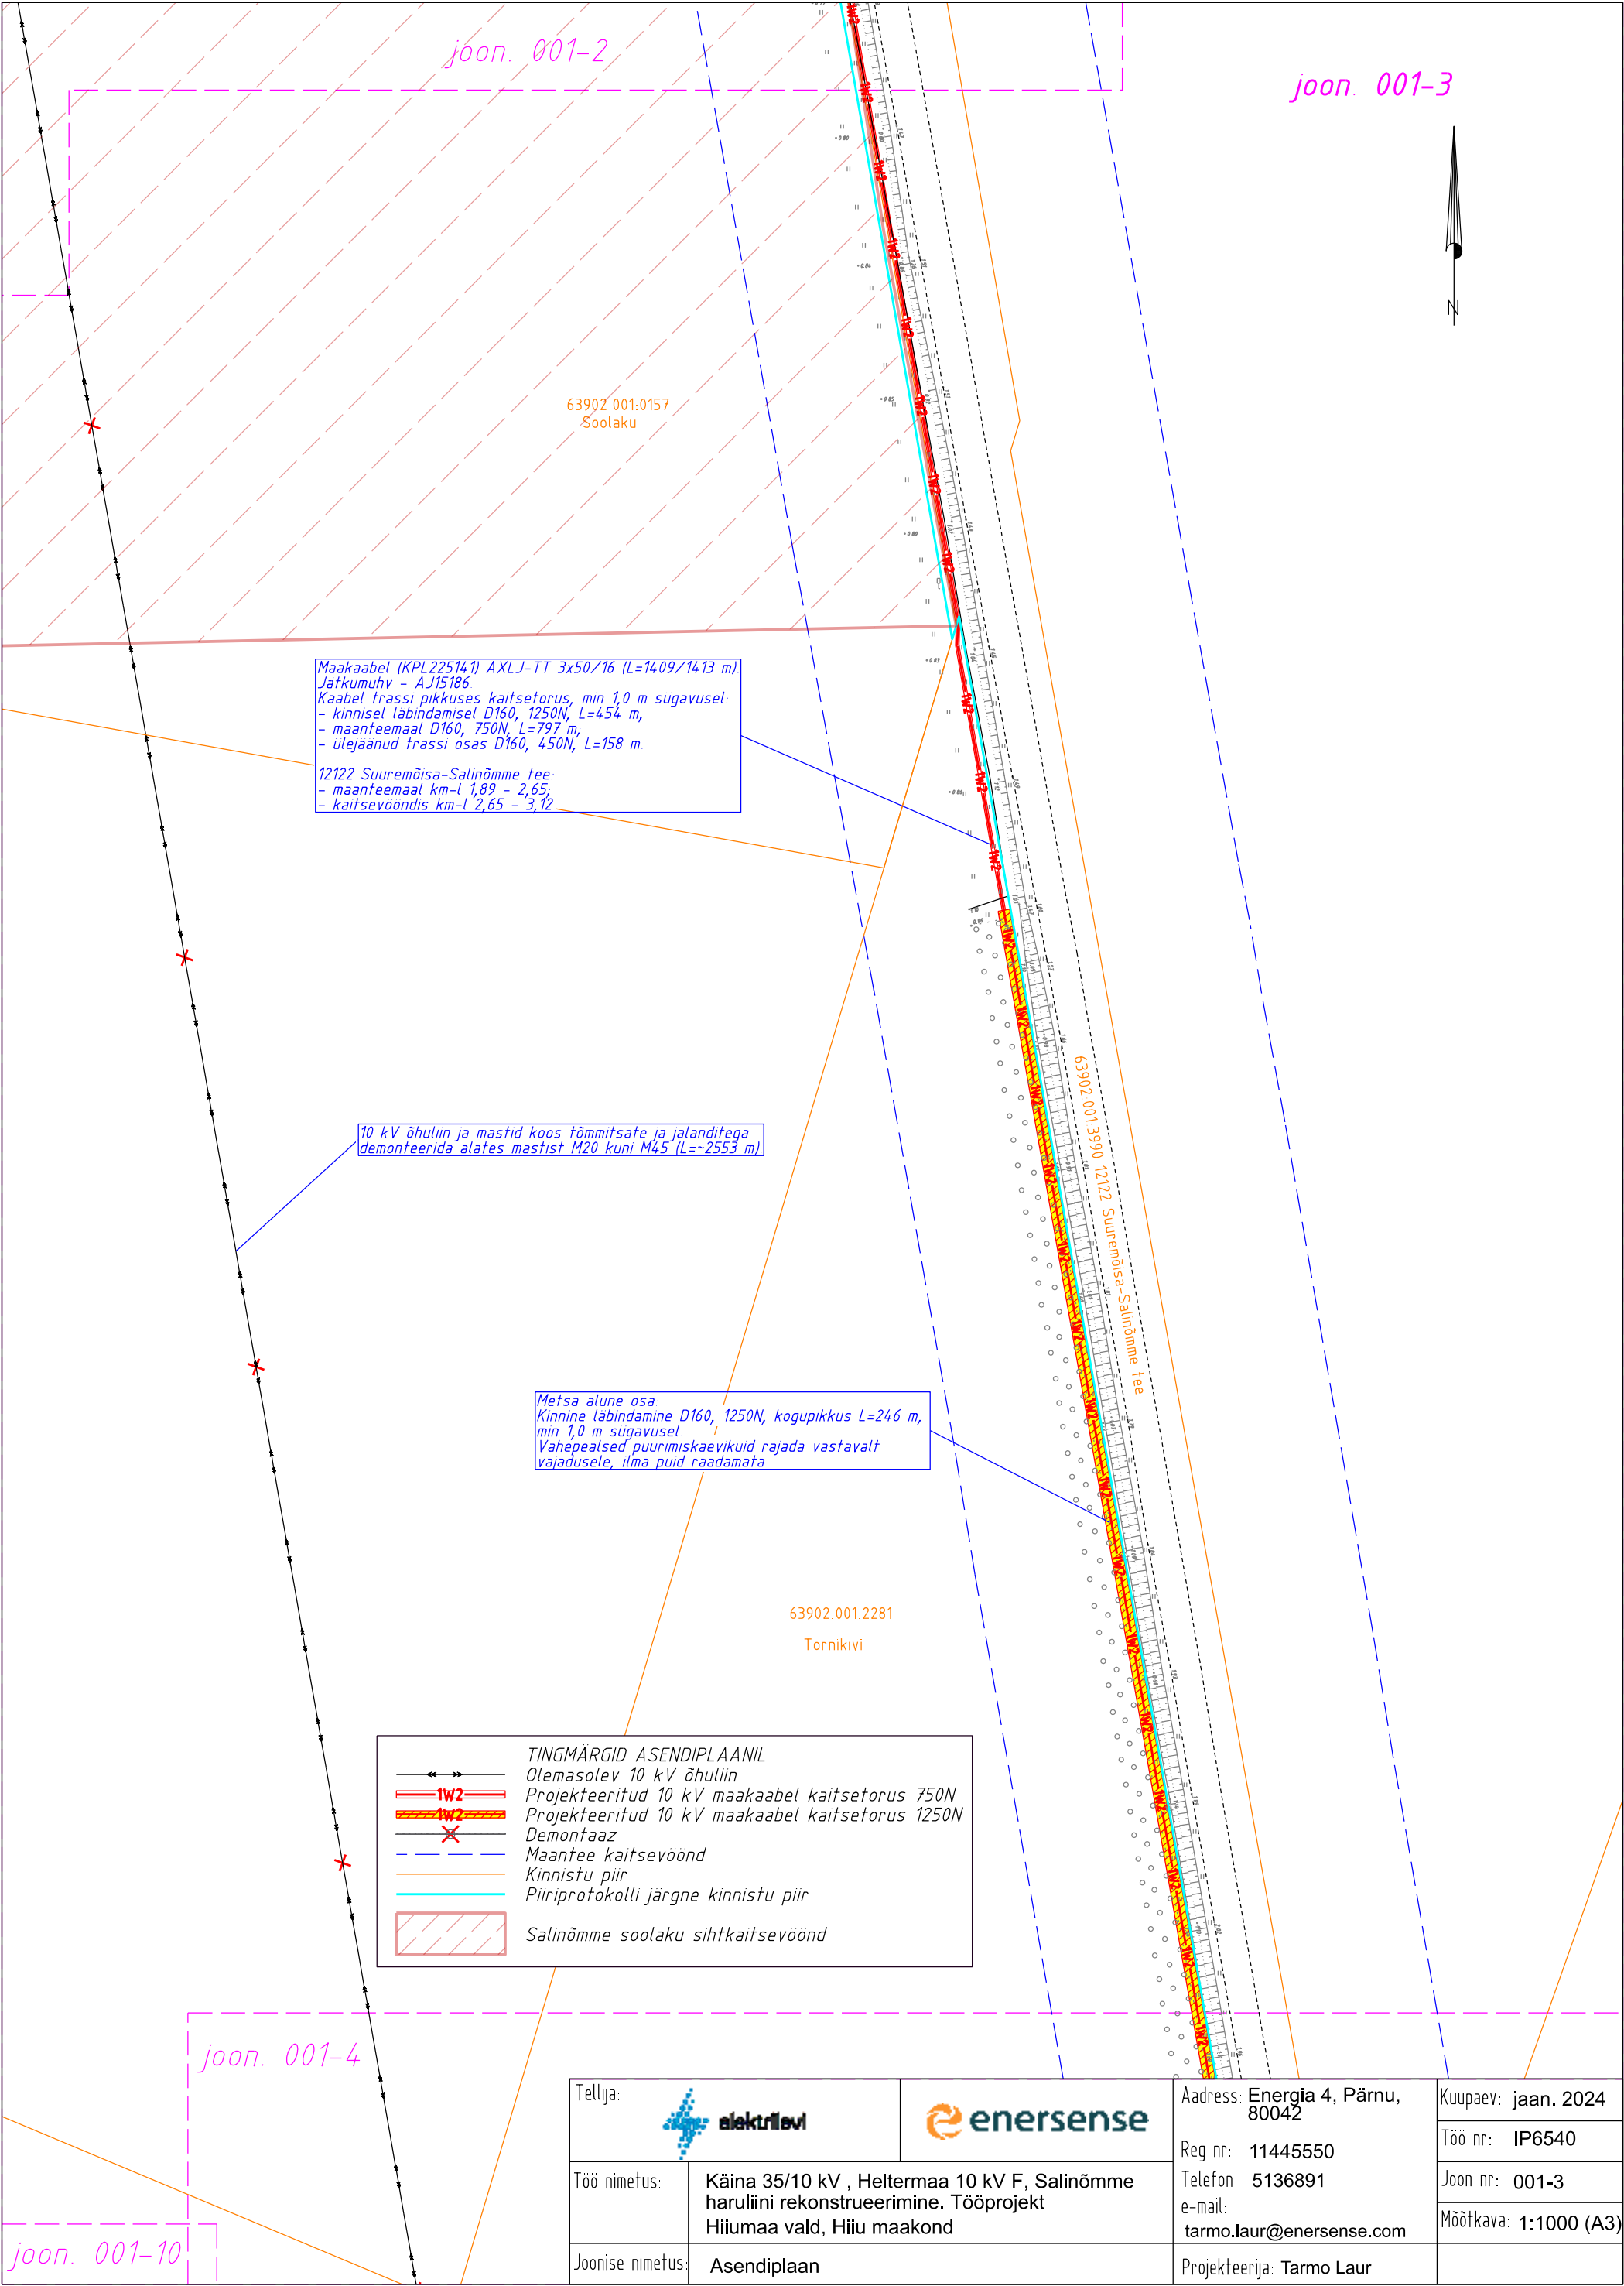 joon. 001-2
joon. 001-3
N
63902:001:0157
Soolaku
Maakaabel (KPL225141) AXLJ-TT 3x50/16 (L=1409/1413 m).
Jätkumuhv - AJ15186.
Kaabel trassi pikkuses kaitsetorus, min 1,0 m sügavusel:
- kinnisel läbindamisel D160, 1250N, L=454 m,
- maanteemaal D160, 750N, L=797 m;
- ülejäänud trassi osas D160, 450N, L=158 m.
12122 Suuremõisa-Salinõmme tee:
- maanteemaal km-l 1,89 - 2,65;
- kaitsevööndis km-l 2,65 - 3,12
10 kV õhuliin ja mastid koos tõmmitsate ja jalanditega
demonteerida alates mastist M20 kuni M45 (L=~2553 m).
63902:001:3990 12122 Suuremõisa-Salinõmme tee
Metsa alune osa:
Kinnine läbindamine D160, 1250N, kogupikkus L=246 m,
min 1,0 m sügavusel.
Vahepealsed puurimiskaevikuid rajada vastavalt
vajadusele, ilma puid raadamata.
63902:001:2281
Tornikivi
TINGMÄRGID ASENDIPLAANIL
Olemasolev 10 kV õhuliin
1W2 Projekteeritud 10 kV maakaabel kaitsetorus 750N
1W2 Projekteeritud 10 kV maakaabel kaitsetorus 1250N
Demontaaz
Maantee kaitsevöönd
Kinnistu piir
Piiriprotokolli järgne kinnistu piir
Salinõmme soolaku sihtkaitsevöönd
joon. 001-4
joon. 001-10
Tellija:
elektrilevi
enersense
Aadress: Energia 4, Pärnu,
80042
Reg nr: 11445550
Telefon: 5136891
e-mail:
tarmo.laur@enersense.com
Kuupäev: jaan. 2024
Töö nr: IP6540
Joon nr: 001-3
Mõõtkava: 1:1000 (A3)
Töö nimetus: Käina 35/10 kV , Heltermaa 10 kV F, Salinõmme
haruliini rekonstrueerimine. Tööprojekt
Hiiumaa vald, Hiiu maakond
Joonise nimetus: Asendiplaan
Projekteerija: Tarmo Laur